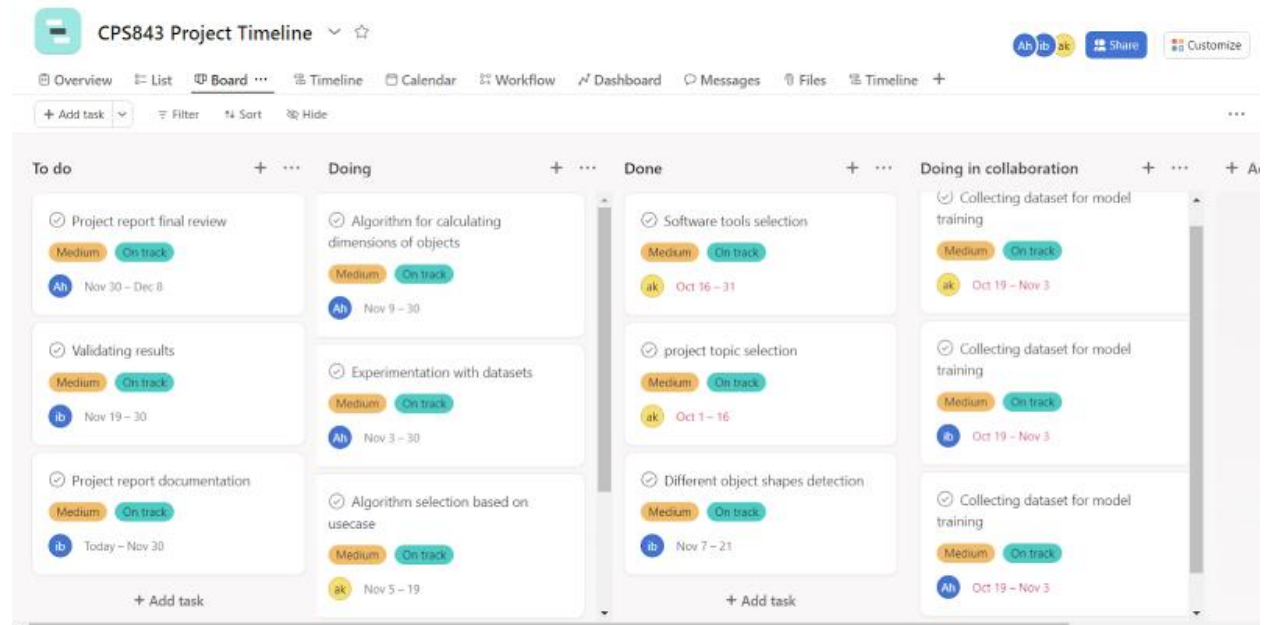 CPS843 Project Timeline
Ah ib ak Share Customize
Overview List Board ... Timeline Calendar Workflow Dashboard Messages Files Timeline +
+ Add task Filter Sort Hide ...
To do + ...
Project report final review
Medium On track
Ah Nov 30 – Dec 8
Validating results
Medium On track
ib Nov 19 – 30
Project report documentation
Medium On track
ib Today – Nov 30
+ Add task
Doing + ...
Algorithm for calculating
dimensions of objects
Medium On track
Ah Nov 9 – 30
Experimentation with datasets
Medium On track
Ah Nov 3 – 30
Algorithm selection based on
usecase
Medium On track
ak Nov 5 – 19
Done + ...
Software tools selection
Medium On track
ak Oct 16 – 31
project topic selection
Medium On track
ak Oct 1 – 16
Different object shapes detection
Medium On track
ib Nov 7 – 21
+ Add task
Doing in collaboration + ...
Collecting dataset for model
training
Medium On track
ak Oct 19 – Nov 3
Collecting dataset for model
training
Medium On track
ib Oct 19 – Nov 3
Collecting dataset for model
training
Medium On track
Ah Oct 19 – Nov 3
+